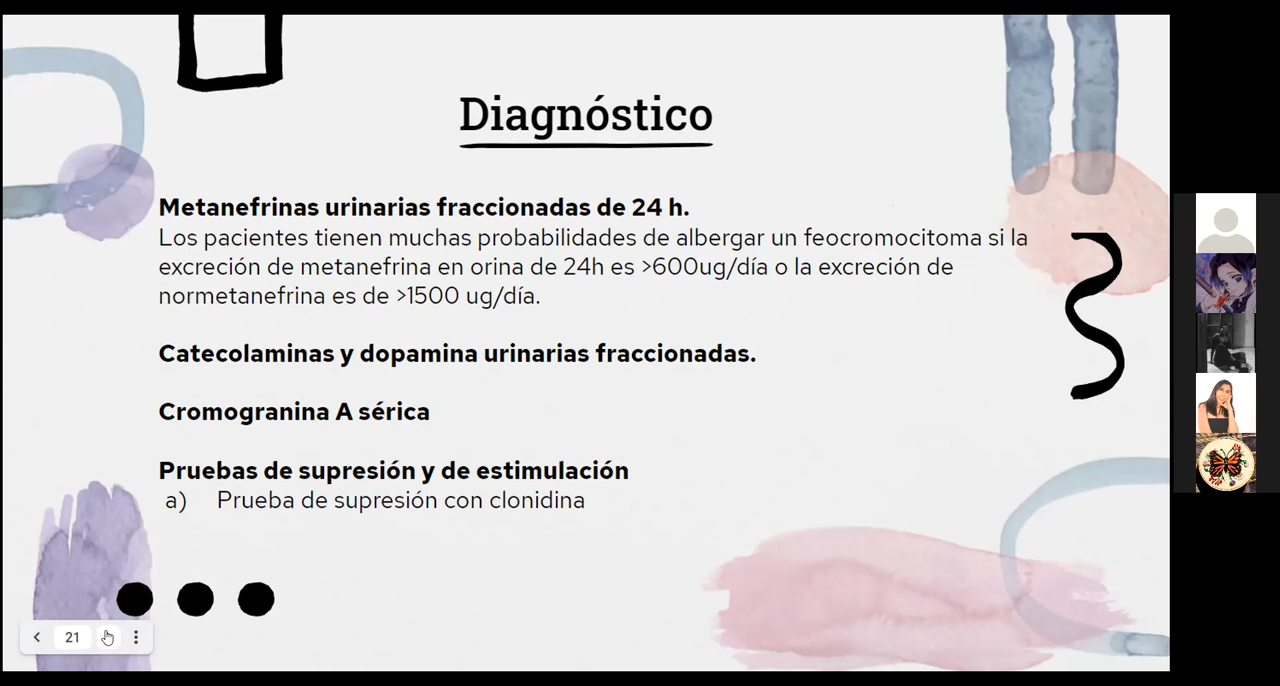 Diagnóstico
Metanefrinas urinarias fraccionadas de 24 h.
Los pacientes tienen muchas probabilidades de albergar un feocromocitoma si la
excreción de metanefrina en orina de 24h es >600ug/día o la excreción de
normetanefrina es de >1500 ug/día.
Catecolaminas y dopamina urinarias fraccionadas.
Cromogranina A sérica
Pruebas de supresión y de estimulación
a) Prueba de supresión con clonidina
21